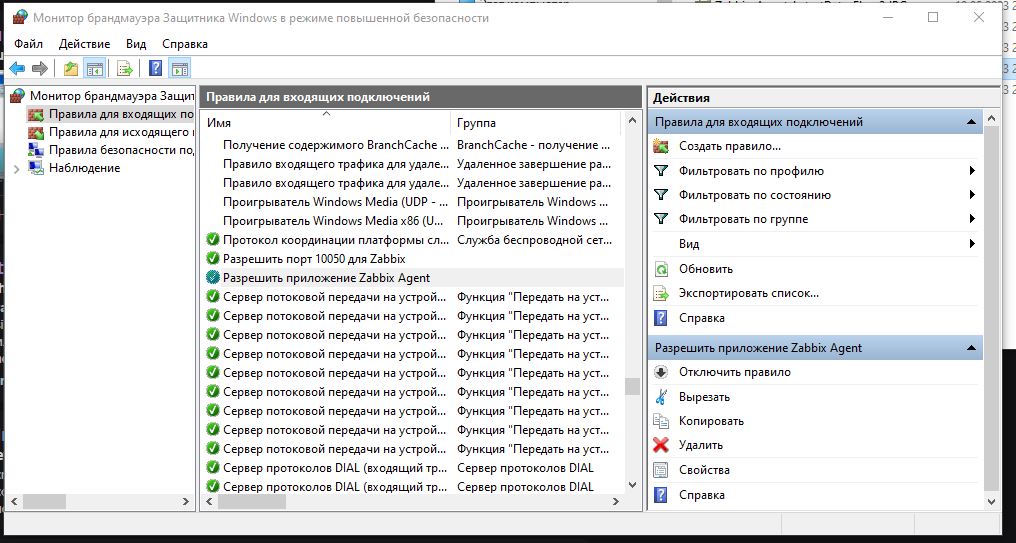 Монитор брандмауэра Защитника Windows в режиме повышенной безопасности
Файл Действие Вид Справка
Монитор брандмауэра Защит
Правила для входящих по
Правила для исходящего
Правила безопасности по
Наблюдение
Правила для входящих подключений
Имя Группа
Получение содержимого BranchCache ... BranchCache - получение ...
Правило входящего трафика для удале... Удаленное завершение ра...
Правило входящего трафика для удале... Удаленное завершение ра...
Проигрыватель Windows Media (UDP - ... Проигрыватель Windows ...
Проигрыватель Windows Media x86 (U... Проигрыватель Windows ...
Протокол координации платформы сл... Служба беспроводной сет...
Разрешить порт 10050 для Zabbix
Разрешить приложение Zabbix Agent
Сервер потоковой передачи на устрой... Функция "Передать на уст...
Сервер потоковой передачи на устрой... Функция "Передать на уст...
Сервер потоковой передачи на устрой... Функция "Передать на уст...
Сервер потоковой передачи на устрой... Функция "Передать на уст...
Сервер потоковой передачи на устрой... Функция "Передать на уст...
Сервер потоковой передачи на устрой... Функция "Передать на уст...
Сервер потоковой передачи на устрой... Функция "Передать на уст...
Сервер потоковой передачи на устрой... Функция "Передать на уст...
Сервер потоковой передачи на устрой... Функция "Передать на уст...
Сервер протоколов DIAL (входящий тр... Сервер протоколов DIAL
Сервер протоколов DIAL (входящий тр... Сервер протоколов DIAL
Действия
Правила для входящих подключений
Создать правило...
Фильтровать по профилю
Фильтровать по состоянию
Фильтровать по группе
Вид
Обновить
Экспортировать список...
Справка
Разрешить приложение Zabbix Agent
Отключить правило
Вырезать
Копировать
Удалить
Свойства
Справка